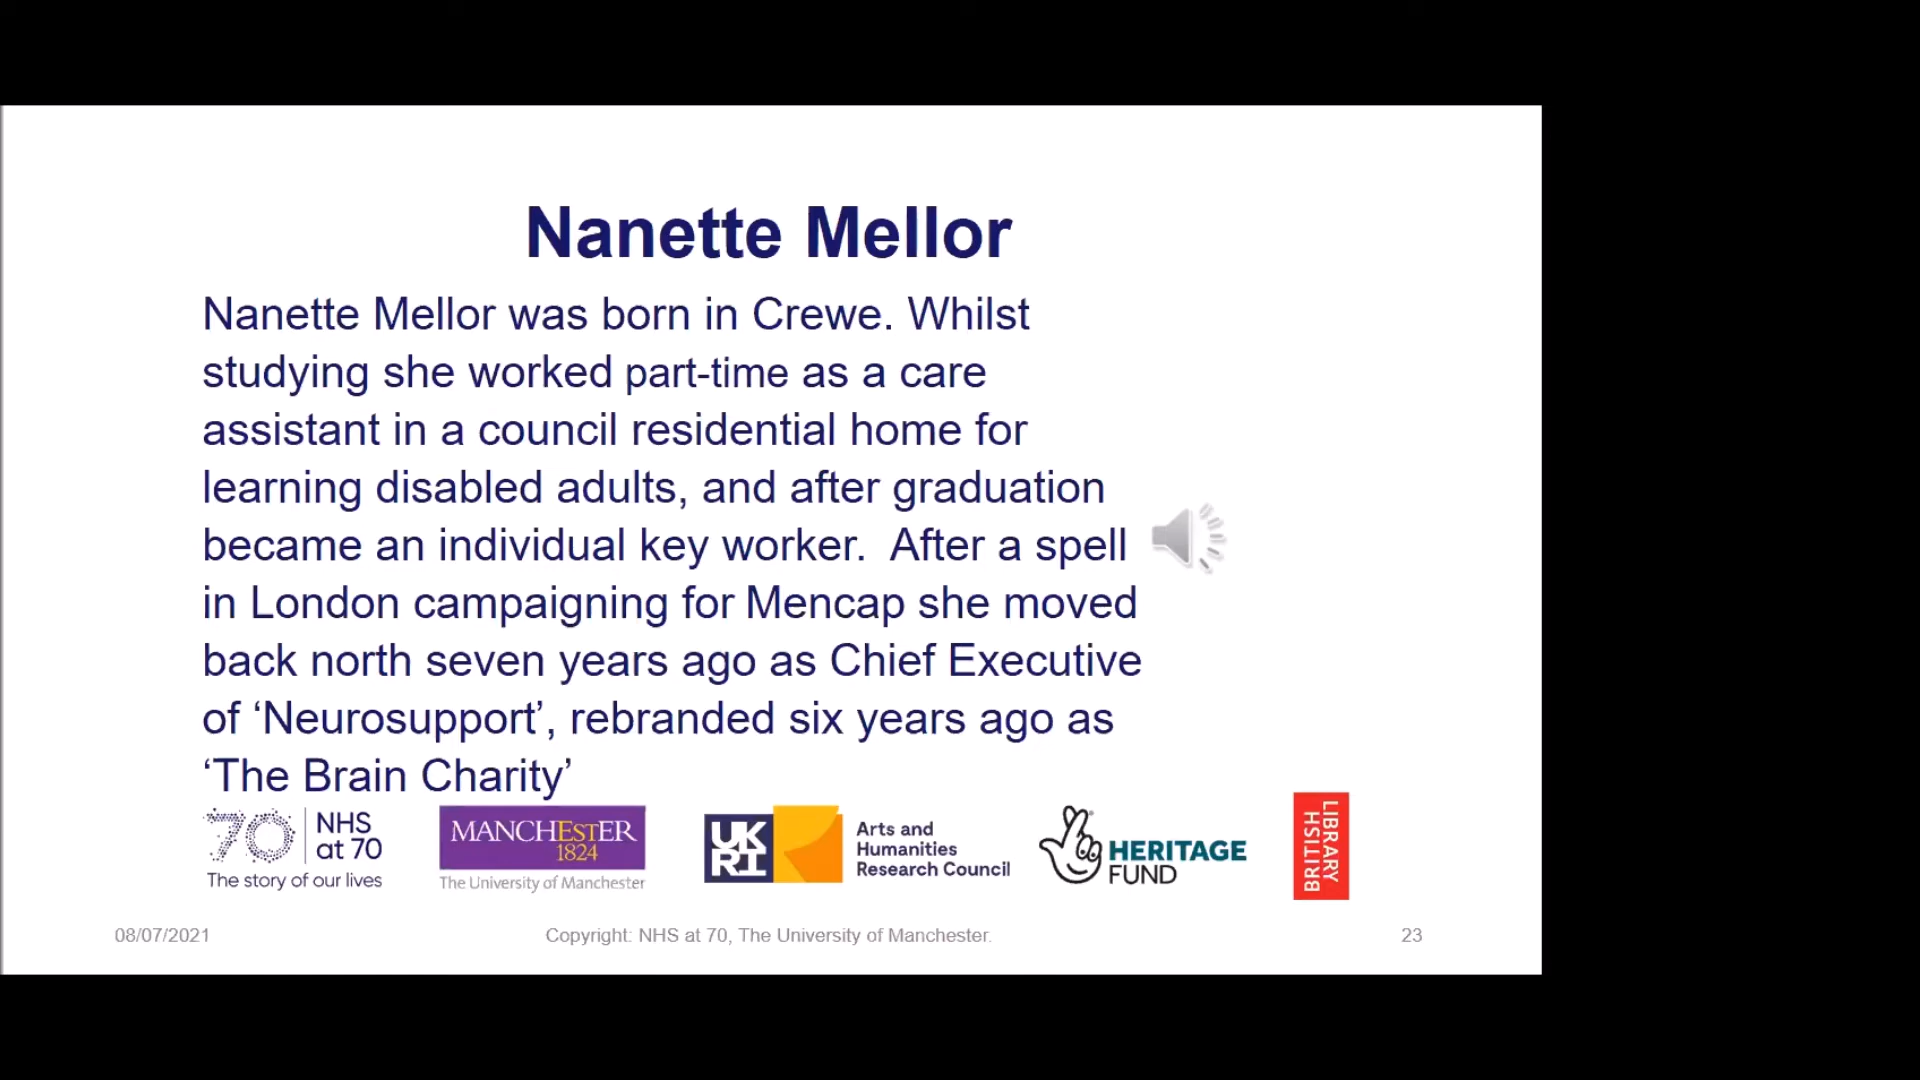 Nanette Mellor
Nanette Mellor was born in Crewe. Whilst
studying she worked part-time as a care
assistant in a council residential home for
learning disabled adults, and after graduation
became an individual key worker.  After a spell
in London campaigning for Mencap she moved
back north seven years ago as Chief Executive
of ‘Neurosupport’, rebranded six years ago as
‘The Brain Charity’
70 NHS
at 70
The story of our lives
MANCHESTER
1824
The University of Manchester
UK
RI
Arts and
Humanities
Research Council
HERITAGE
FUND
BRITISH
LIBRARY
08/07/2021
Copyright: NHS at 70, The University of Manchester.
23